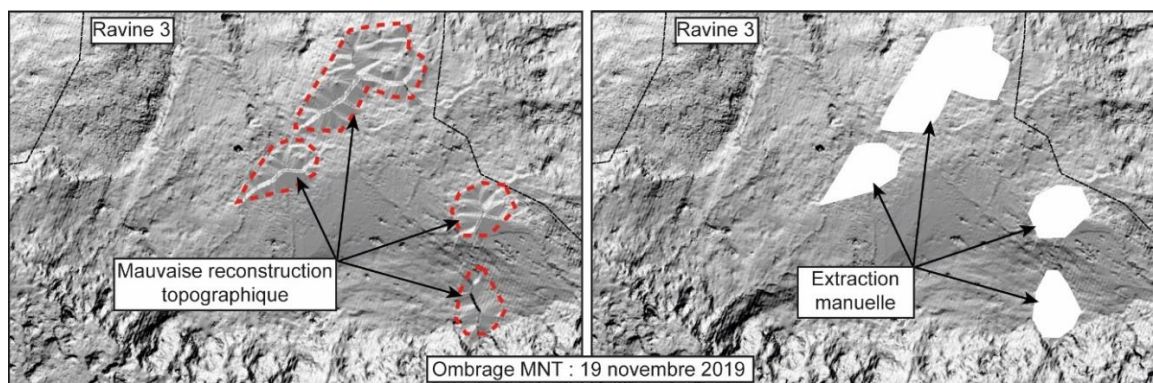 Ravine 3
Mauvaise reconstruction
topographique
Ravine 3
Extraction
manuelle
Ombrage MNT : 19 novembre 2019